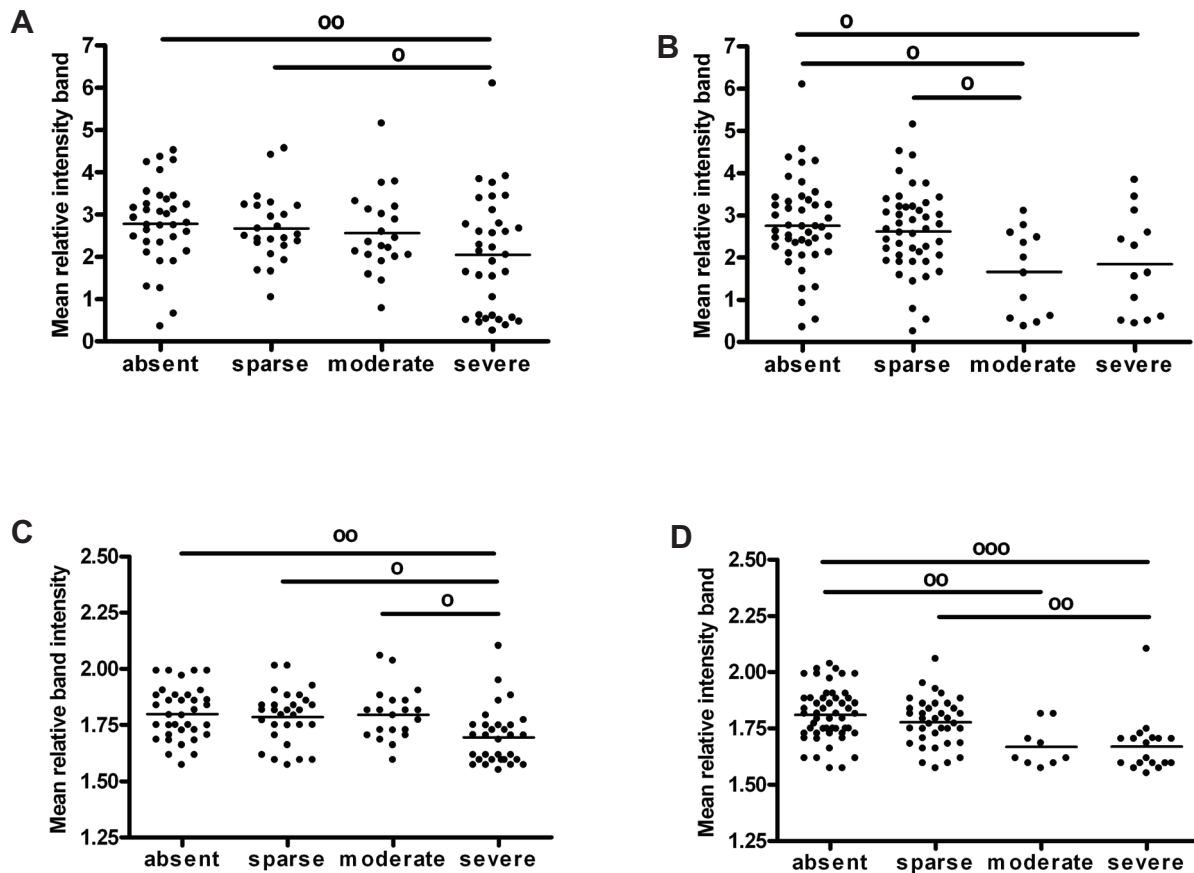 A
Mean relative intensity band
7
6
5
4
3
2
1
0
oo
o
absent sparse moderate severe
B
Mean relative intensity band
7
6
5
4
3
2
1
0
o
o
o
absent sparse moderate severe
C
Mean relative band intensity
2.50
2.25
2.00
1.75
1.50
1.25
oo
o
o
absent sparse moderate severe
D
Mean relative intensity band
2.50
2.25
2.00
1.75
1.50
1.25
ooo
oo
oo
absent sparse moderate severe